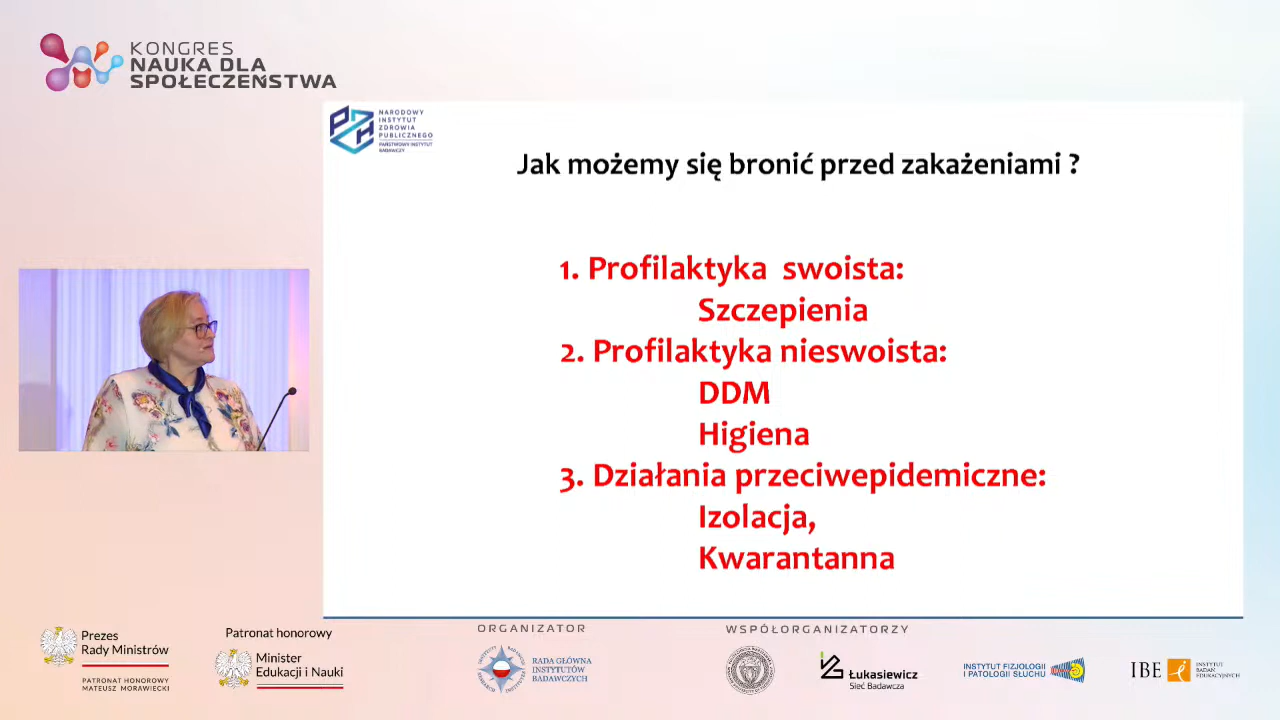 KONGRES
NAUKA DLA
SPOŁECZEŃSTWA
NARODOWY
INSTYTUT
ZDROWIA
PUBLICZNEGO
PAŃSTWOWY INSTYTUT
BADAWCZY
Jak możemy się bronić przed zakażeniami ?
1. Profilaktyka swoista:
Szczepienia
2. Profilaktyka nieswoista:
DDM
Higiena
3. Działania przeciwepidemiczne:
Izolacja,
Kwarantanna
Prezes
Rady Ministrów
PATRONAT HONOROWY
MATEUSZ MORAWIECKI
Patronat honorowy
Minister
Edukacji i Nauki
ORGANIZATOR
RADA GŁÓWNA
INSTYTUTÓW
BADAWCZYCH
WSPÓŁORGANIZATORZY
Łukasiewicz
Sieć Badawcza
INSTYTUT FIZJOLOGII
I PATOLOGII SŁUCHU
IBE
INSTYTUT
BADAŃ
EDUKACYJNYCH